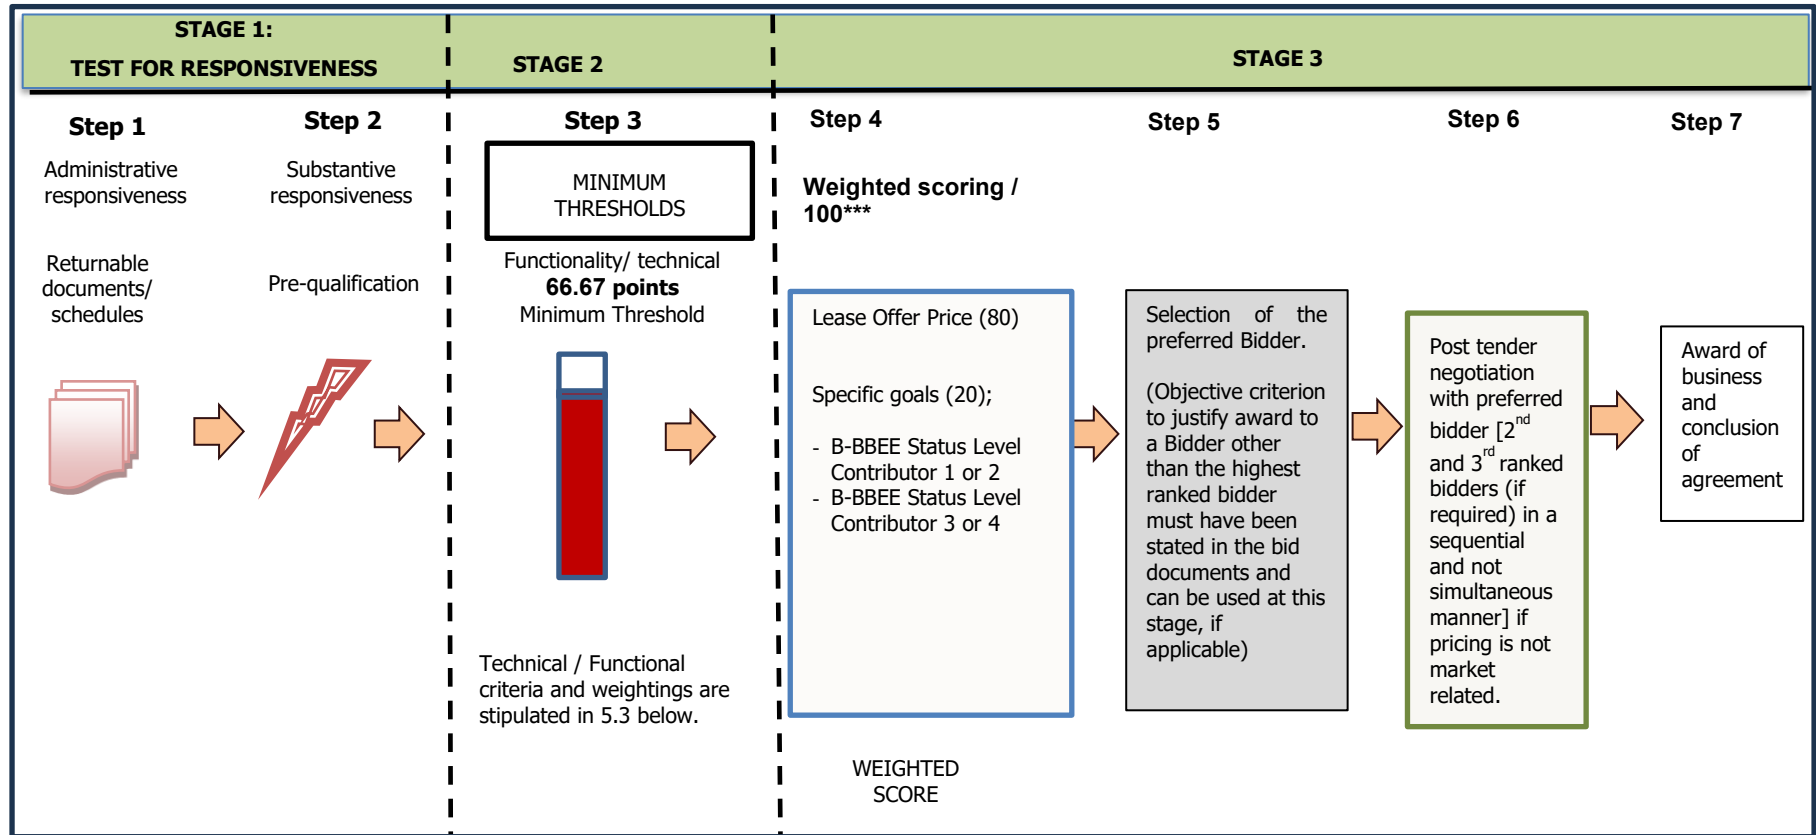 STAGE 1:
TEST FOR RESPONSIVENESS
STAGE 2
STAGE 3
Step 1
Administrative
responsiveness
Returnable
documents/
schedules
Step 2
Substantive
responsiveness
Pre-qualification
Step 3
MINIMUM
THRESHOLDS
Functionality/ technical
66.67 points
Minimum Threshold
Technical / Functional
criteria and weightings are
stipulated in 5.3 below.
Step 4
Weighted scoring /
100***
Lease Offer Price (80)
Specific goals (20);
- B-BBEE Status Level
Contributor 1 or 2
- B-BBEE Status Level
Contributor 3 or 4
WEIGHTED
SCORE
Step 5
Selection of the
preferred Bidder.
(Objective criterion
to justify award to
a Bidder other
than the highest
ranked bidder
must have been
stated in the bid
documents and
can be used at this
stage, if
applicable)
Step 6
Post tender
negotiation
with preferred
bidder [2nd
and 3rd ranked
bidders (if
required) in a
sequential
and not
simultaneous
manner] if
pricing is not
market
related.
Step 7
Award of
business
and
conclusion
of
agreement